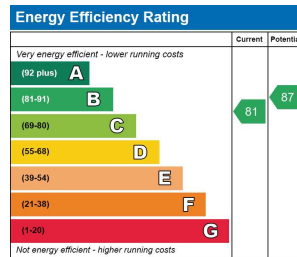 Energy Efficiency Rating
Current Potentia
Very energy efficient - lower running costs
(92 plus) A
(81-91) B
87
81
(69-80) C
(55-68) D
(39-54) E
(21-38) F
(1-20) G
Not energy efficient - higher running costs